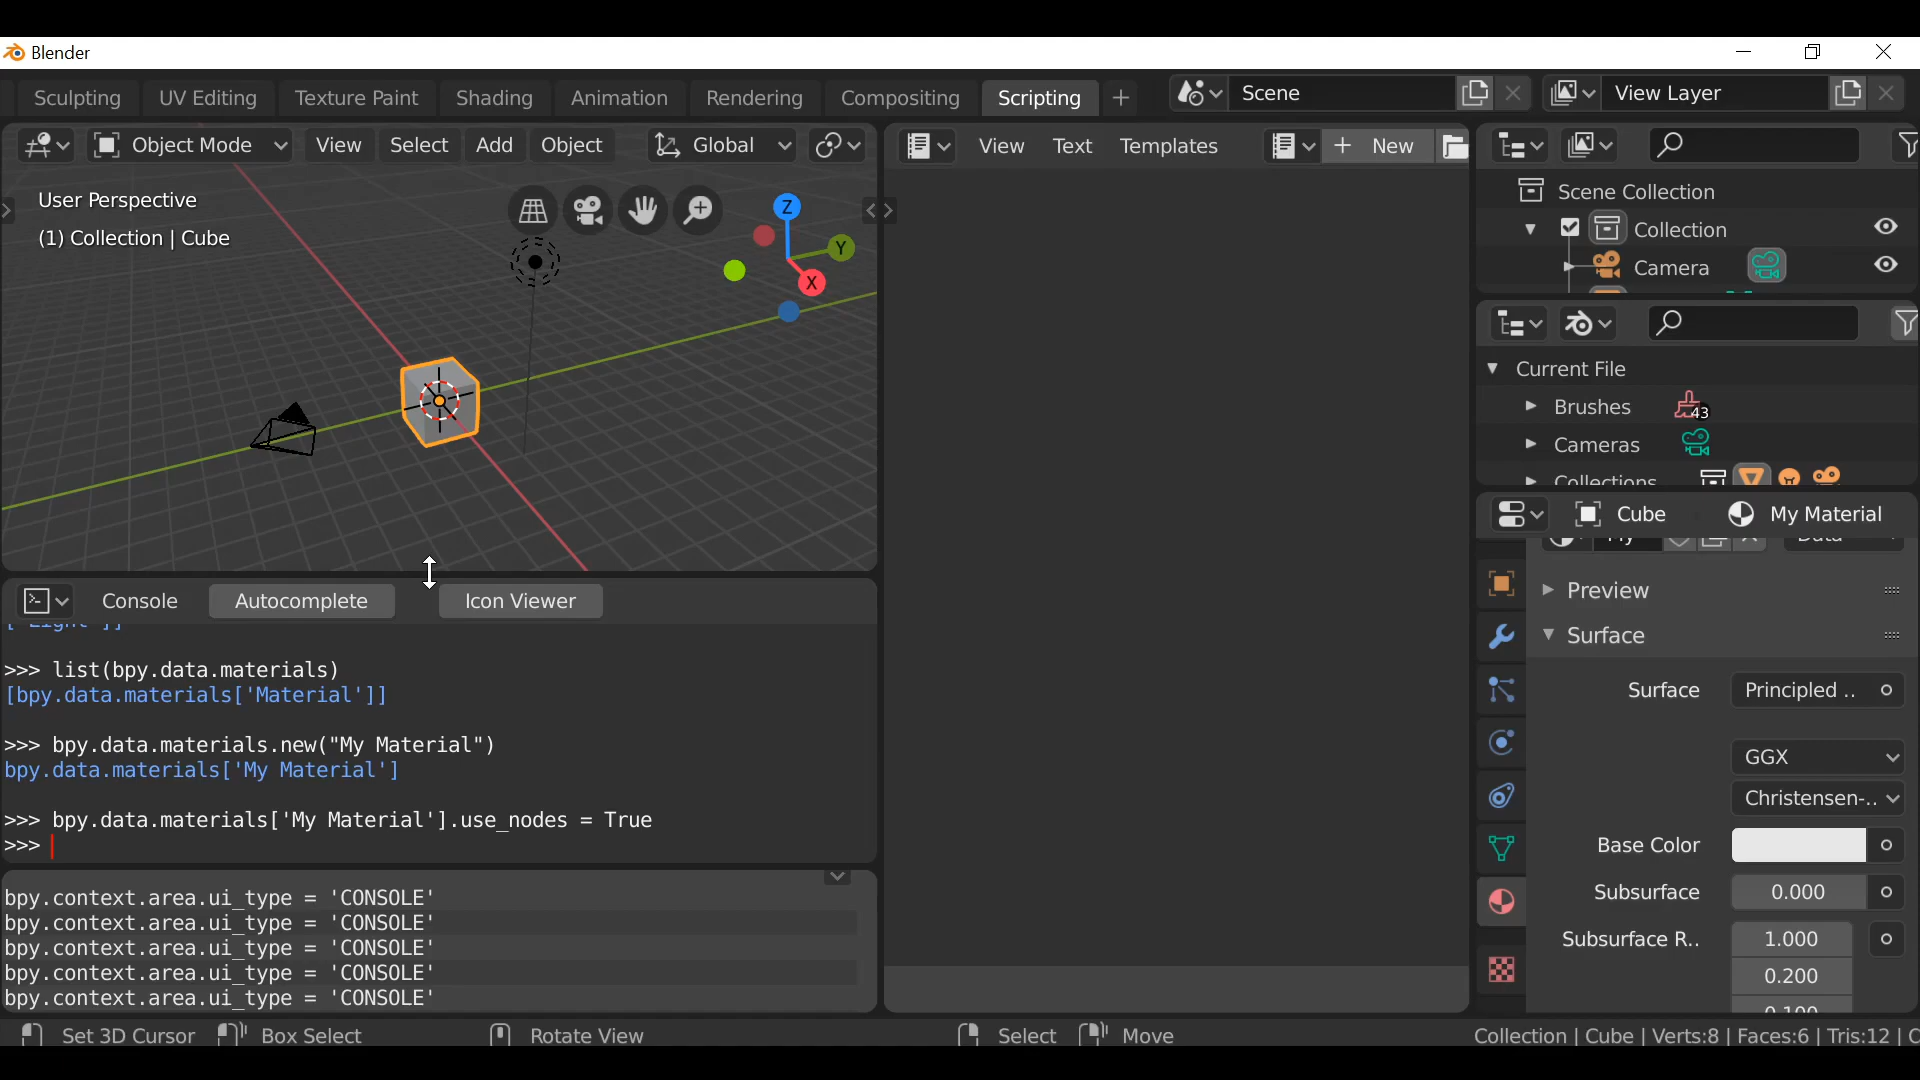 Blender
Sculpting UV Editing Texture Paint Shading Animation Rendering Compositing Scripting + Scene View Layer
Object Mode View Select Add Object Global
View Text Templates + New
User Perspective
(1) Collection | Cube
Z
Y
X
Scene Collection
Collection
Camera
Current File
Brushes 43
Cameras
Collections
Cube My Material
Preview
Surface
Surface Principled ..
GGX
Christensen-..
Base Color
Subsurface 0.000
Subsurface R.. 1.000
0.200
0.100
Console Autocomplete Icon Viewer
>>> list(bpy.data.materials)
[bpy.data.materials['Material']]
>>> bpy.data.materials.new("My Material")
bpy.data.materials['My Material']
>>> bpy.data.materials['My Material'].use_nodes = True
>>>
bpy.context.area.ui_type = 'CONSOLE'
bpy.context.area.ui_type = 'CONSOLE'
bpy.context.area.ui_type = 'CONSOLE'
bpy.context.area.ui_type = 'CONSOLE'
bpy.context.area.ui_type = 'CONSOLE'
Set 3D Cursor Box Select Rotate View Select Move Collection | Cube | Verts:8 | Faces:6 | Tris:12 |